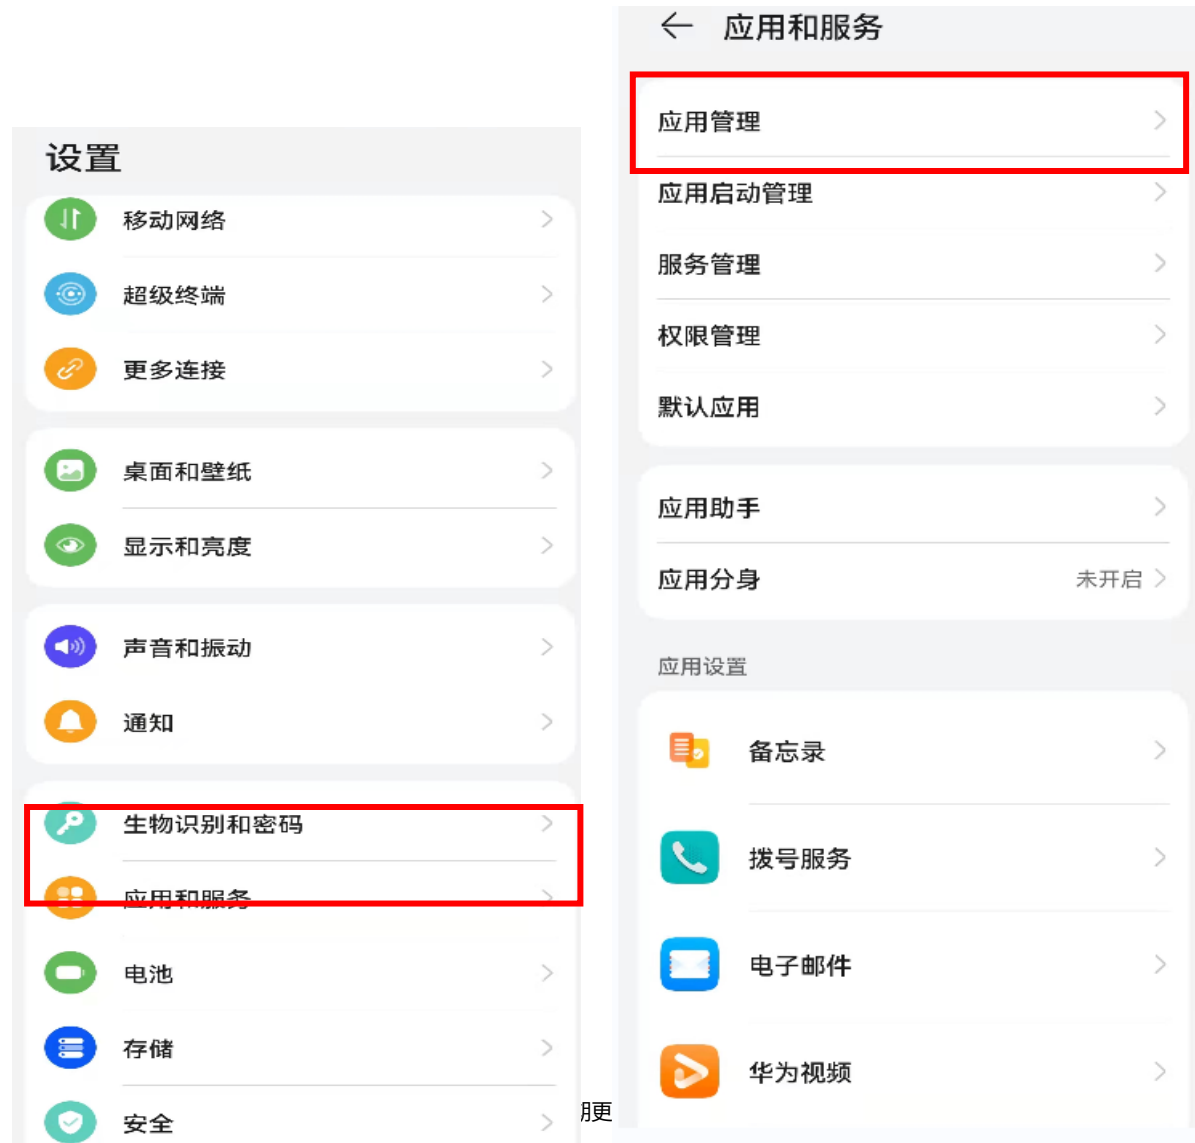 设置
移动网络
超级终端
更多连接
桌面和壁纸
显示和亮度
声音和振动
通知
生物识别和密码
应用和服务
电池
存储
安全
更
应用和服务
应用管理
应用启动管理
服务管理
权限管理
默认应用
应用助手
应用分身 未开启
应用设置
备忘录
拨号服务
电子邮件
华为视频